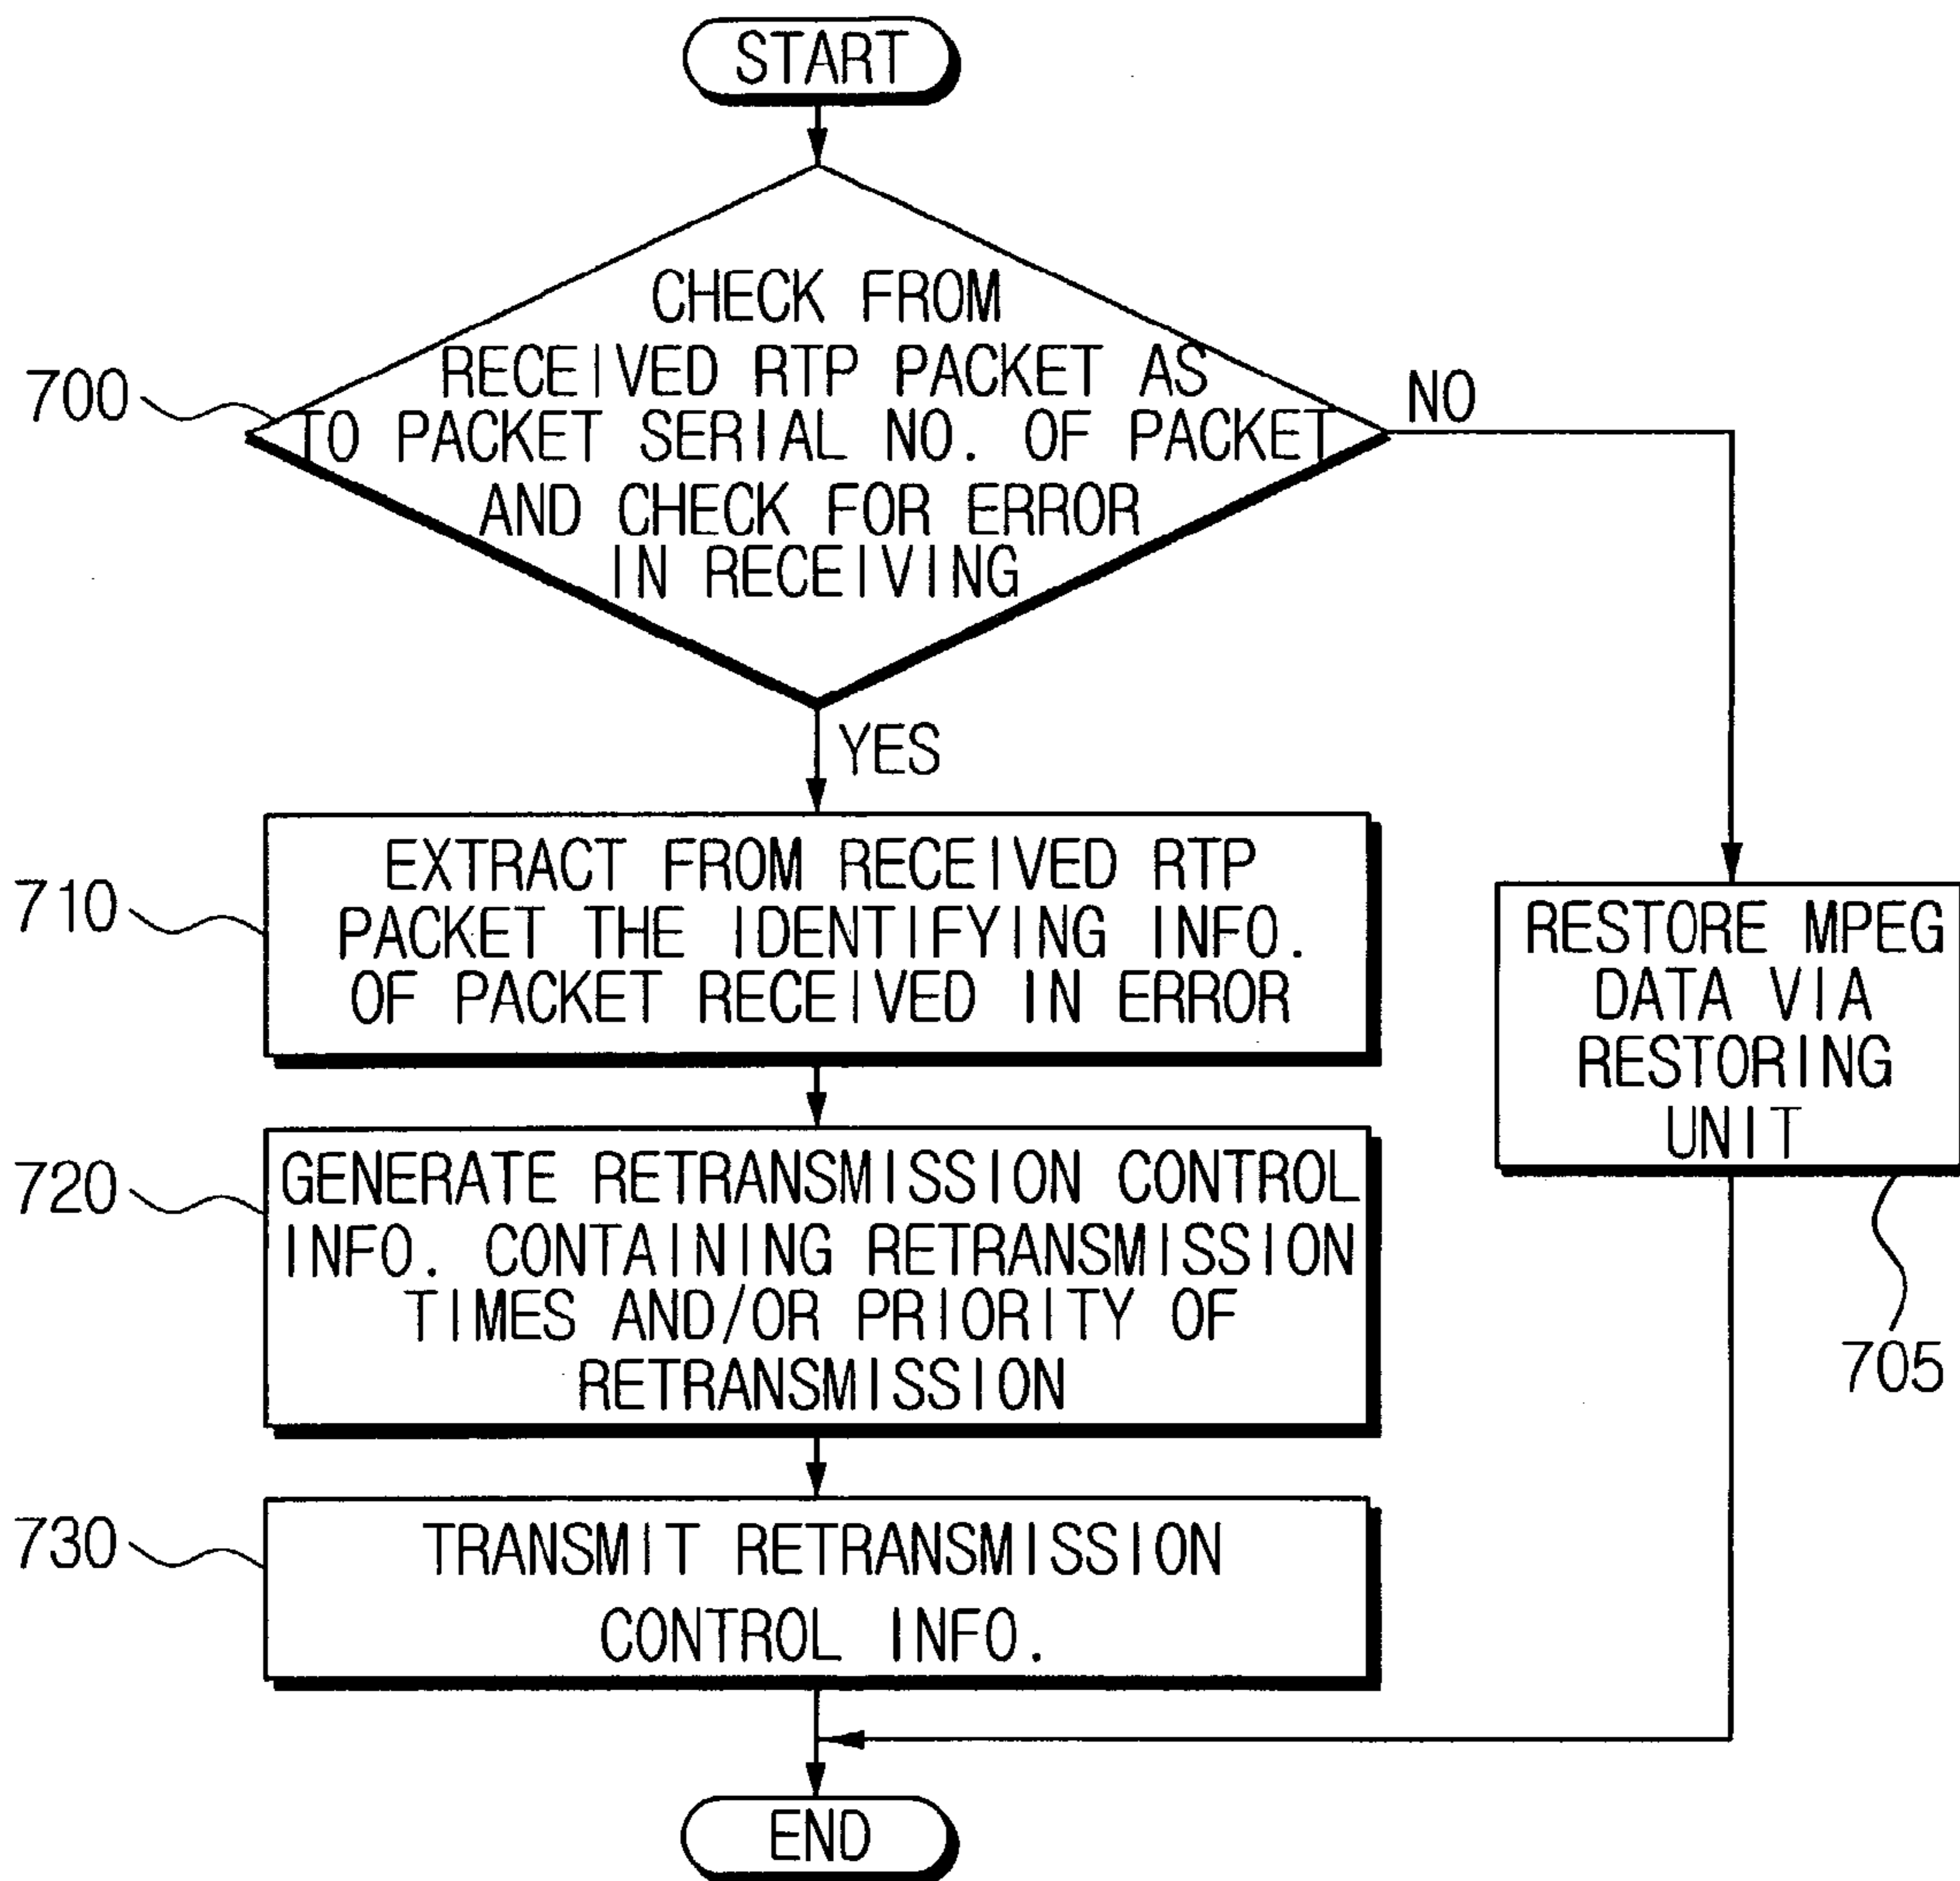 START
CHECK FROM
RECEIVED RTP PACKET AS
TO PACKET SERIAL NO. OF PACKET
AND CHECK FOR ERROR
IN RECEIVING
700
NO
YES
EXTRACT FROM RECEIVED RTP
PACKET THE IDENTIFYING INFO.
OF PACKET RECEIVED IN ERROR
710
RESTORE MPEG
DATA VIA
RESTORING
UNIT
705
GENERATE RETRANSMISSION CONTROL
INFO. CONTAINING RETRANSMISSION
TIMES AND/OR PRIORITY OF
RETRANSMISSION
720
TRANSMIT RETRANSMISSION
CONTROL INFO.
730
END